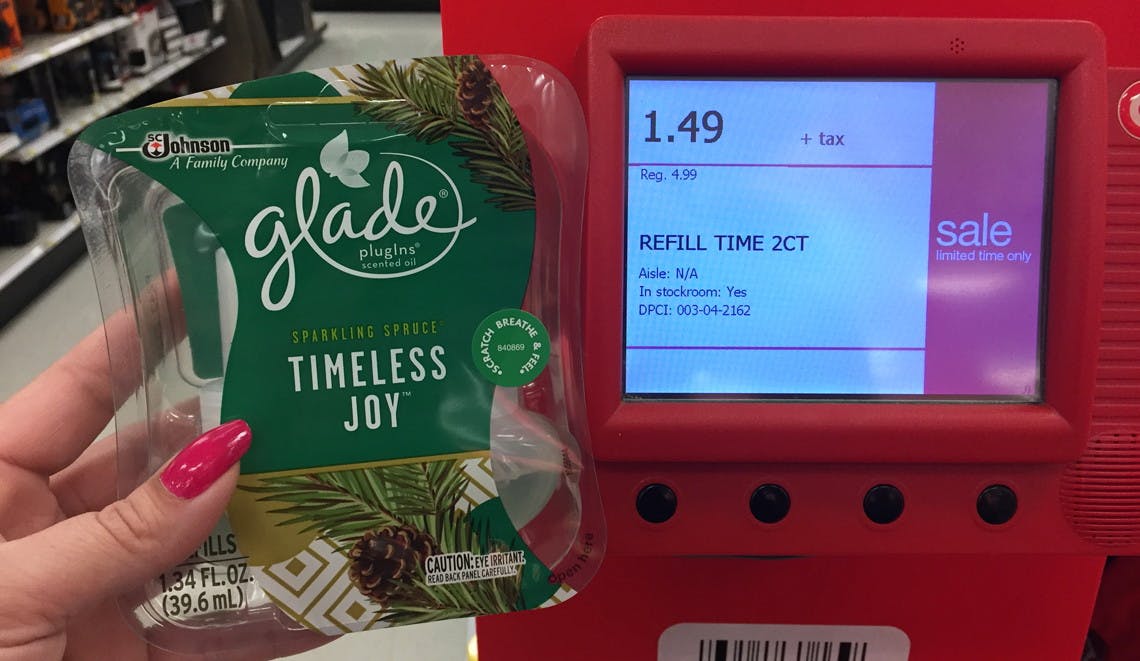 SC Johnson
A Family Company
glade®
plugIns®
scented oil
SPARKLING SPRUCE™
TIMELESS
JOY™
SCRATCH BREATHE & FEEL
840869
CAUTION: EYE IRRITANT.
READ BACK PANEL CAREFULLY.
1.34 FL.OZ.
(39.6 mL)
open here
1.49 + tax
Reg. 4.99
REFILL TIME 2CT
Aisle: N/A
In stockroom: Yes
DPCI: 003-04-2162
sale
limited time only